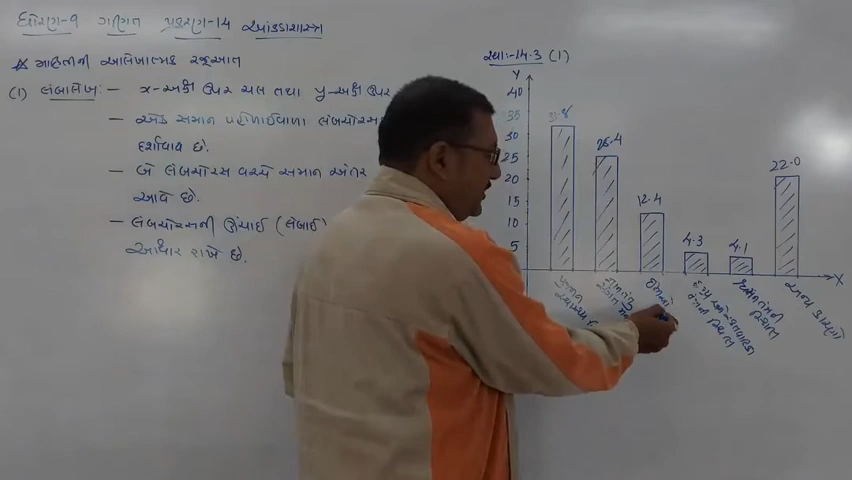 ધોરણ-૧ ગણિત પ્રકરણ-14 આંકડાશાસ્ત્ર
માહિતીની આલેખાત્મક રજૂઆત
(1) લંબાલેખ :- x-અક્ષ ઉપર ચલ તથા y-અક્ષ ઉપર
- એક સમાન પહોળાઈવાળા લંબચોરસ
દર્શાવાય છે.
- બે લંબચોરસ વચ્ચે સમાન અંતર
આવે છે.
- લંબચોરસની ઊંચાઈ (લંબાઈ)
આધાર રાખે છે.
સ્વા:-14.3 (1)
Y
40
35
30
25
20
15
10
5
X
31.8
25.4
12.4
4.3
4.1
22.0
પ્રજનન
સ્વાસ્થ્ય
અન્ય કારણો